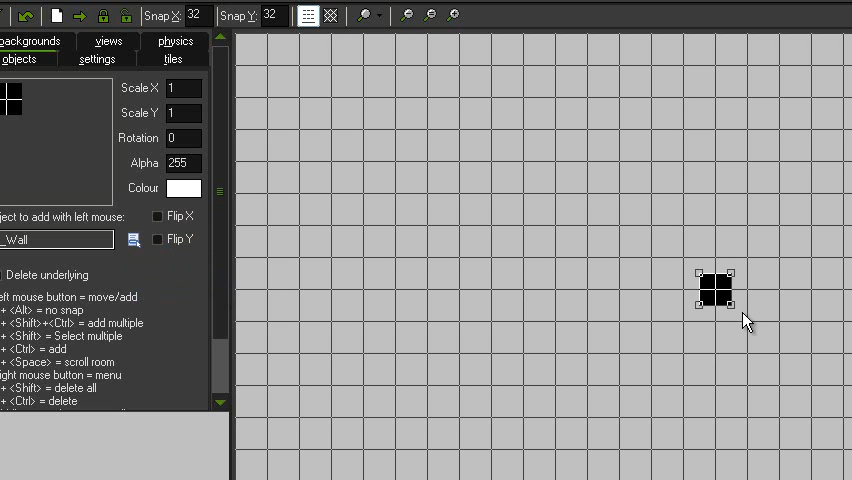 Snap X: 32 Snap Y: 32
backgrounds views physics
objects settings tiles
Scale X 1
Scale Y 1
Rotation 0
Alpha 255
Colour
ject to add with left mouse:
Flip X
_Wall
Flip Y
Delete underlying
eft mouse button = move/add
+ <Alt> = no snap
+ <Shift>+<Ctrl> = add multiple
+ <Shift> = Select multiple
+ <Ctrl> = add
+ <Space> = scroll room
ight mouse button = menu
+ <Shift> = delete all
+ <Ctrl> = delete